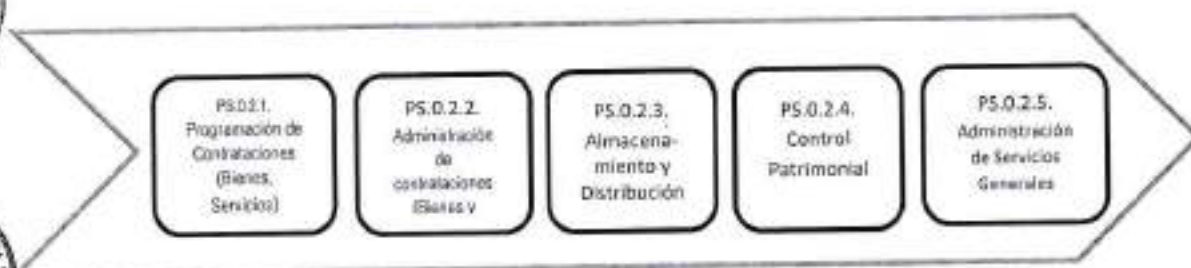 PS.0.2.1.
Programación de
Contrataciones
(Bienes,
Servicios)
PS.0.2.2.
Administración
de
contrataciones
(Bienes y
PS.0.2.3.
Almacena-
miento y
Distribución
PS.0.2.4.
Control
Patrimonial
PS.0.2.5.
Administración
de Servicios
Generales